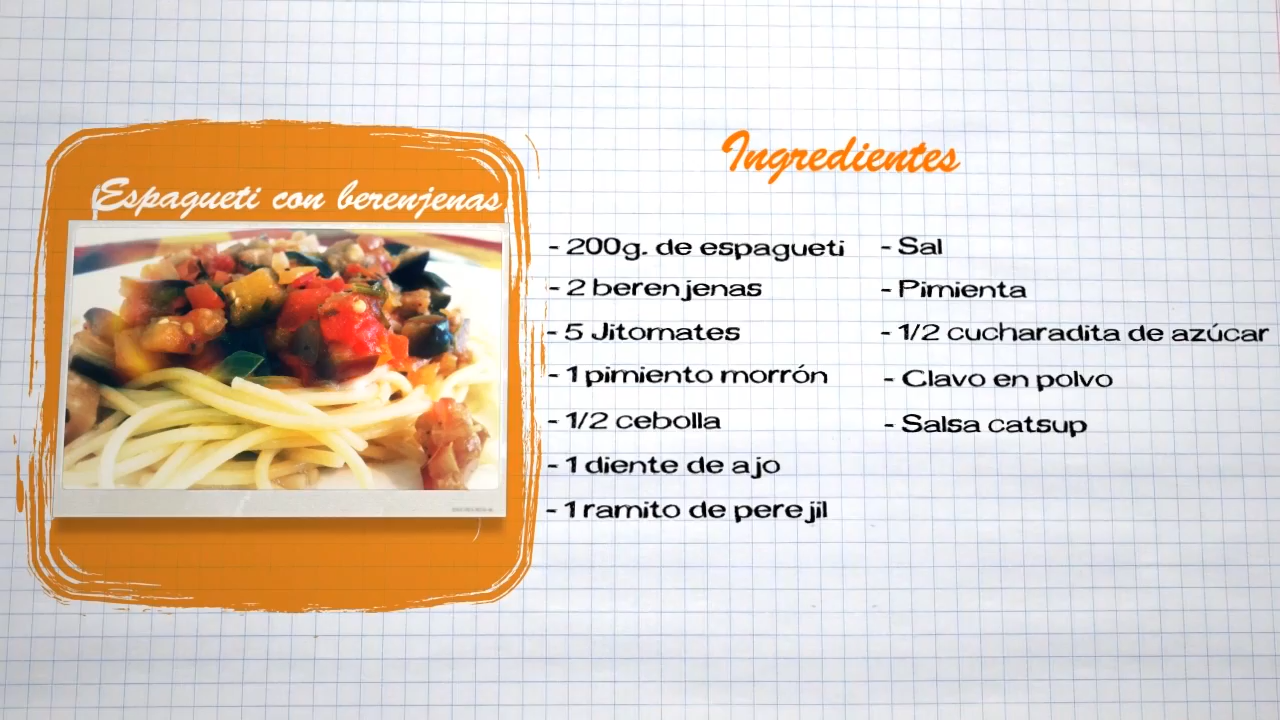 Espagueti con berenjenas
Ingredientes
- 200g. de espagueti
- 2 berenjenas
- 5 Jitomates
- 1 pimiento morrón
- 1/2 cebolla
- 1 diente de ajo
- 1 ramito de perejil
- Sal
- Pimienta
- 1/2 cucharadita de azúcar
- Clavo en polvo
- Salsa catsup